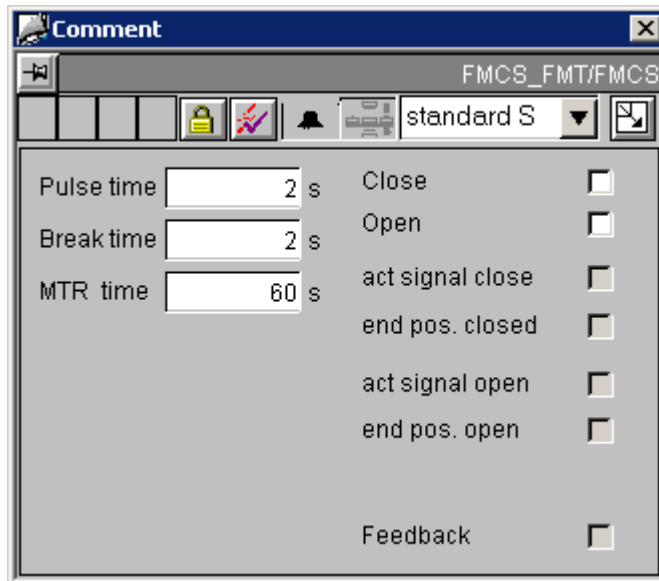 Comment
FMCS_FMT/FMCS
standard S
Pulse time 2 s
Close
Break time 2 s
Open
MTR time 60 s
act signal close
end pos. closed
act signal open
end pos. open
Feedback